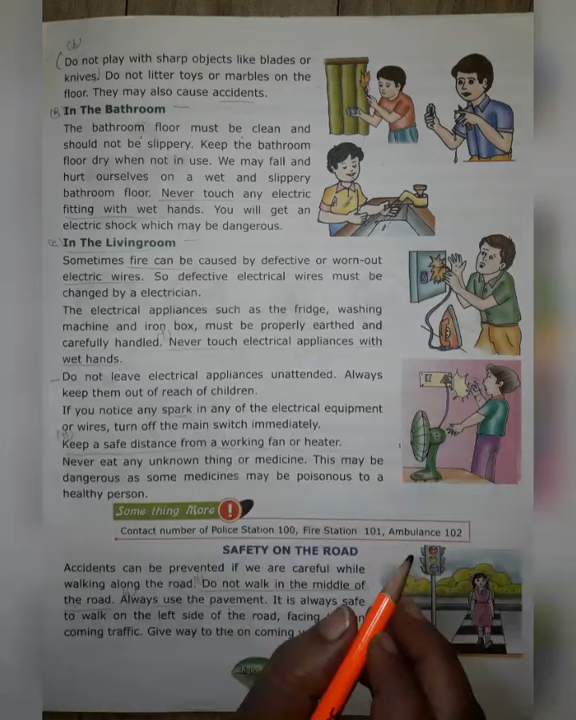 Do not play with sharp objects like blades or
knives. Do not litter toys or marbles on the
floor. They may also cause accidents.
In The Bathroom
The bathroom floor must be clean and
should not be slippery. Keep the bathroom
floor dry when not in use. We may fall and
hurt ourselves on a wet and slippery
bathroom floor. Never touch any electric
fitting with wet hands. You will get an
electric shock which may be dangerous.
In The Livingroom
Sometimes fire can be caused by defective or worn-out
electric wires. So defective electrical wires must be
changed by a electrician.
The electrical appliances such as the fridge, washing
machine and iron box, must be properly earthed and
carefully handled. Never touch electrical appliances with
wet hands.
Do not leave electrical appliances unattended. Always
keep them out of reach of children.
If you notice any spark in any of the electrical equipment
or wires, turn off the main switch immediately.
Keep a safe distance from a working fan or heater.
Never eat any unknown thing or medicine. This may be
dangerous as some medicines may be poisonous to a
healthy person.
Some thing More !
Contact number of Police Station 100, Fire Station 101, Ambulance 102
SAFETY ON THE ROAD
Accidents can be prevented if we are careful while
walking along the road. Do not walk in the middle of
the road. Always use the pavement. It is always safe
to walk on the left side of the road, facing
coming traffic. Give way to the on coming